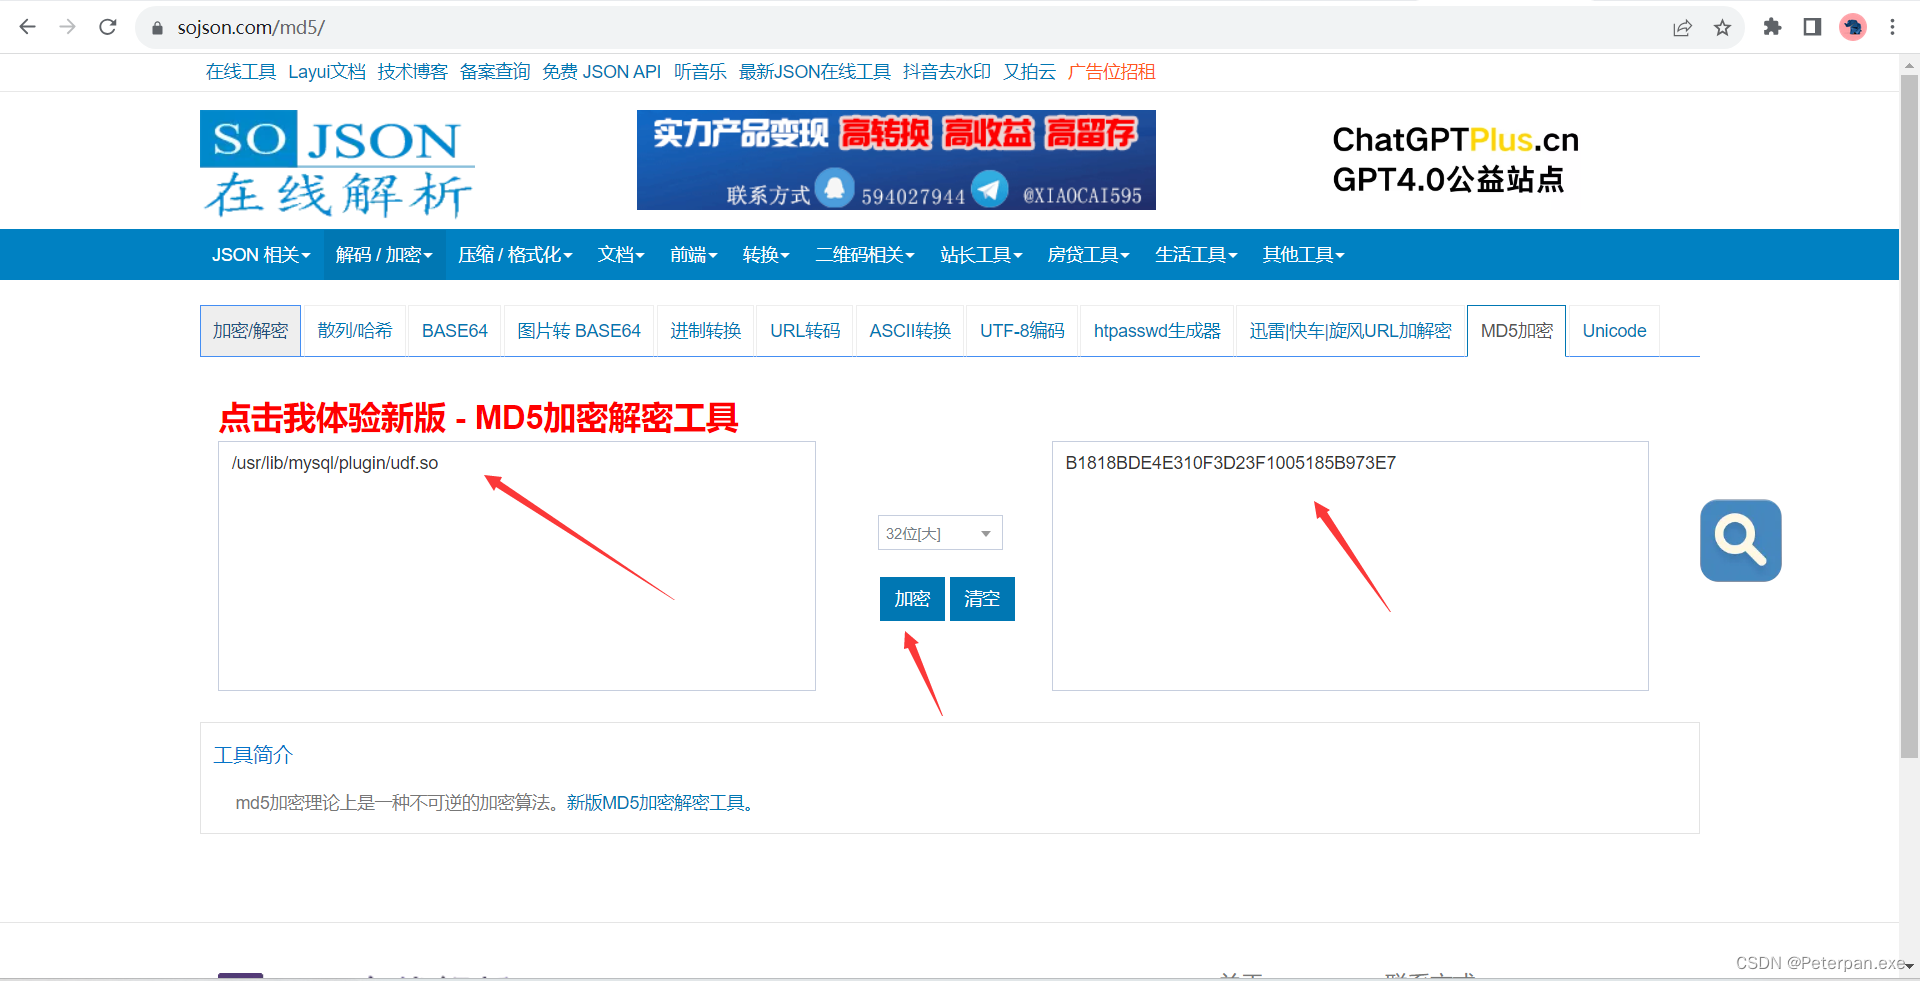 sojson.com/md5/
在线工具 Layui文档 技术博客 备案查询 免费 JSON API 听音乐 最新JSON在线工具 抖音去水印 又拍云 广告位招租
SO JSON
在线解析
实力产品变现 高转换 高收益 高留存
联系方式 594027944 @XIAOCAI595
ChatGPTPlus.cn
GPT4.0公益站点
JSON 相关 解码 / 加密 压缩 / 格式化 文档 前端 转换 二维码相关 站长工具 房贷工具 生活工具 其他工具
加密/解密 散列/哈希 BASE64 图片转 BASE64 进制转换 URL转码 ASCII转换 UTF-8编码 htpasswd生成器 迅雷|快车|旋风URL加解密 MD5加密 Unicode
点击我体验新版 - MD5加密解密工具
/usr/lib/mysql/plugin/udf.so
B1818BDE4E310F3D23F1005185B973E7
32位[大]
加密 清空
工具简介
md5加密理论上是一种不可逆的加密算法。新版MD5加密解密工具。
CSDN @Peterpan.exe